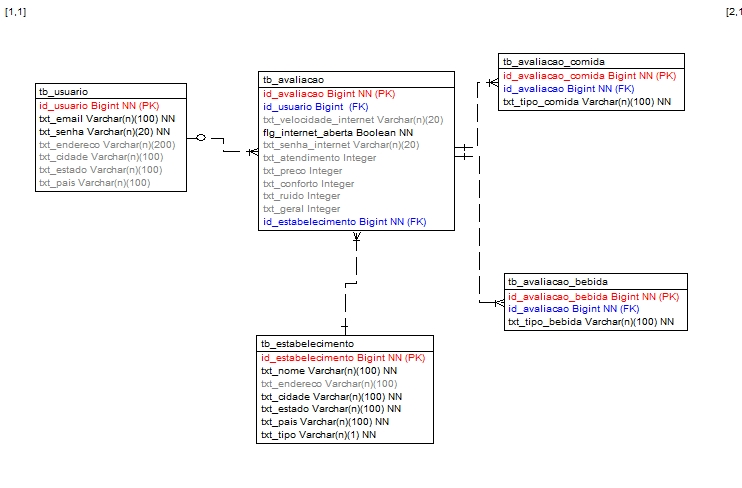 [1,1]
[2,1
tb_usuario
id_usuario Bigint NN (PK)
txt_email Varchar(n)(100) NN
txt_senha Varchar(n)(20) NN
txt_endereco Varchar(n)(200)
txt_cidade Varchar(n)(100)
txt_estado Varchar(n)(100)
txt_pais Varchar(n)(100)
tb_avaliacao
id_avaliacao Bigint NN (PK)
id_usuario Bigint (FK)
txt_velocidade_internet Varchar(n)(20)
flg_internet_aberta Boolean NN
txt_senha_internet Varchar(n)(20)
txt_atendimento Integer
txt_preco Integer
txt_conforto Integer
txt_ruido Integer
txt_geral Integer
id_estabelecimento Bigint NN (FK)
tb_avaliacao_comida
id_avaliacao_comida Bigint NN (PK)
id_avaliacao Bigint NN (FK)
txt_tipo_comida Varchar(n)(100) NN
tb_avaliacao_bebida
id_avaliacao_bebida Bigint NN (PK)
id_avaliacao Bigint NN (FK)
txt_tipo_bebida Varchar(n)(100) NN
tb_estabelecimento
id_estabelecimento Bigint NN (PK)
txt_nome Varchar(n)(100) NN
txt_endereco Varchar(n)(100)
txt_cidade Varchar(n)(100) NN
txt_estado Varchar(n)(100) NN
txt_pais Varchar(n)(100) NN
txt_tipo Varchar(n)(1) NN